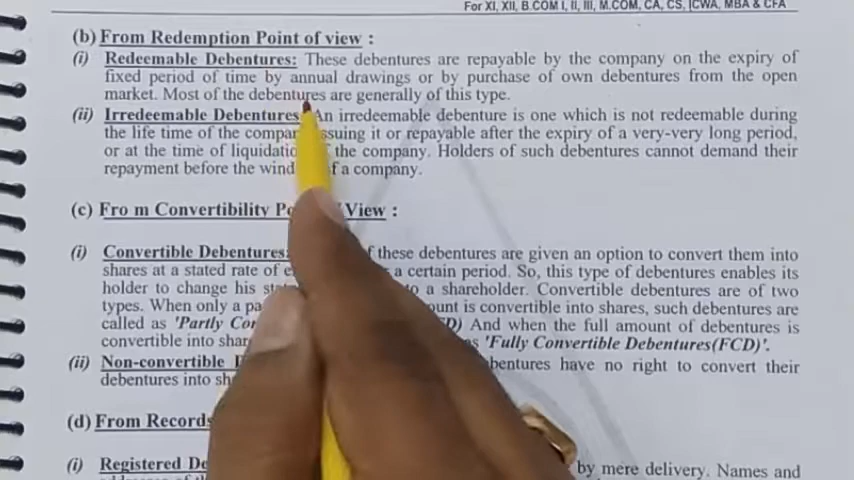 For XI, XII, B.COM I, II, III, M.COM, CA, CS, ICWA, MBA & CFA
(b) From Redemption Point of view :
(i) Redeemable Debentures: These debentures are repayable by the company on the expiry of
fixed period of time by annual drawings or by purchase of own debentures from the open
market. Most of the debentures are generally of this type.
(ii) Irredeemable Debentures An irredeemable debenture is one which is not redeemable during
the life time of the compan issuing it or repayable after the expiry of a very-very long period,
or at the time of liquidatio the company. Holders of such debentures cannot demand their
repayment before the wind f a company.
(c) Fro m Convertibility Po View :
(i) Convertible Debentures: f these debentures are given an option to convert them into
shares at a stated rate of e a certain period. So, this type of debentures enables its
holder to change his sta o a shareholder. Convertible debentures are of two
types. When only a pa ount is convertible into shares, such debentures are
called as 'Partly Con D) And when the full amount of debentures is
convertible into shar s 'Fully Convertible Debentures(FCD)'.
(ii) Non-convertible D bentures have no right to convert their
debentures into sh
(d) From Records
(i) Registered De by mere delivery. Names and